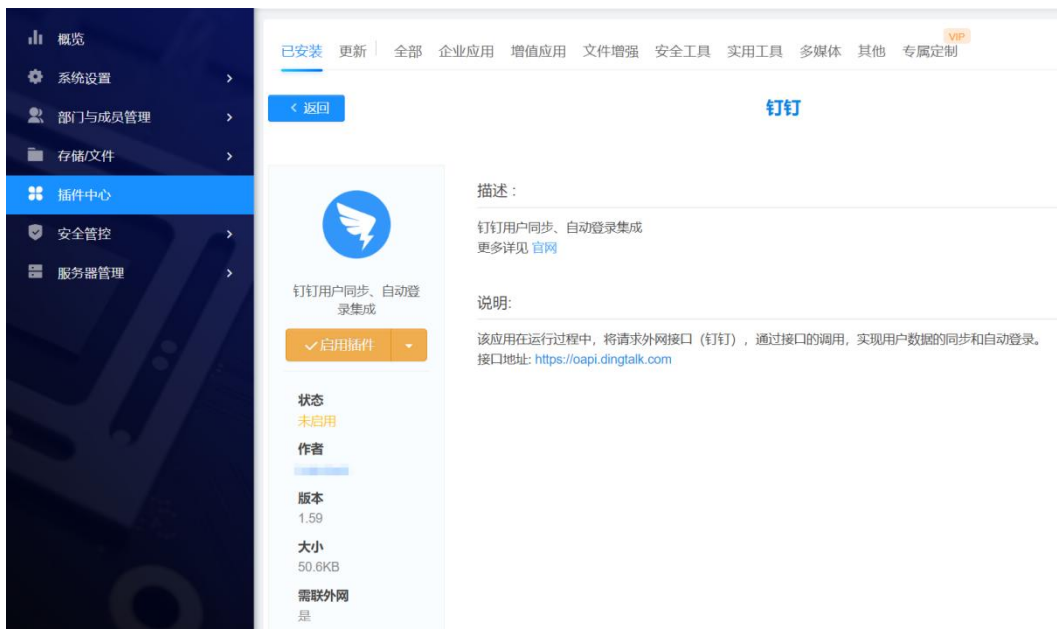 概览
系统设置
部门与成员管理
存储/文件
插件中心
安全管控
服务器管理
已安装 更新 全部 企业应用 增值应用 文件增强 安全工具 实用工具 多媒体 其他 专属定制 VIP
返回
钉钉
钉钉用户同步、自动登
录集成
启用插件
状态
未启用
作者
版本
1.59
大小
50.6KB
需联外网
是
描述：
钉钉用户同步、自动登录集成
更多详见 官网
说明:
该应用在运行过程中，将请求外网接口（钉钉），通过接口的调用，实现用户数据的同步和自动登录。
接口地址: https://oapi.dingtalk.com